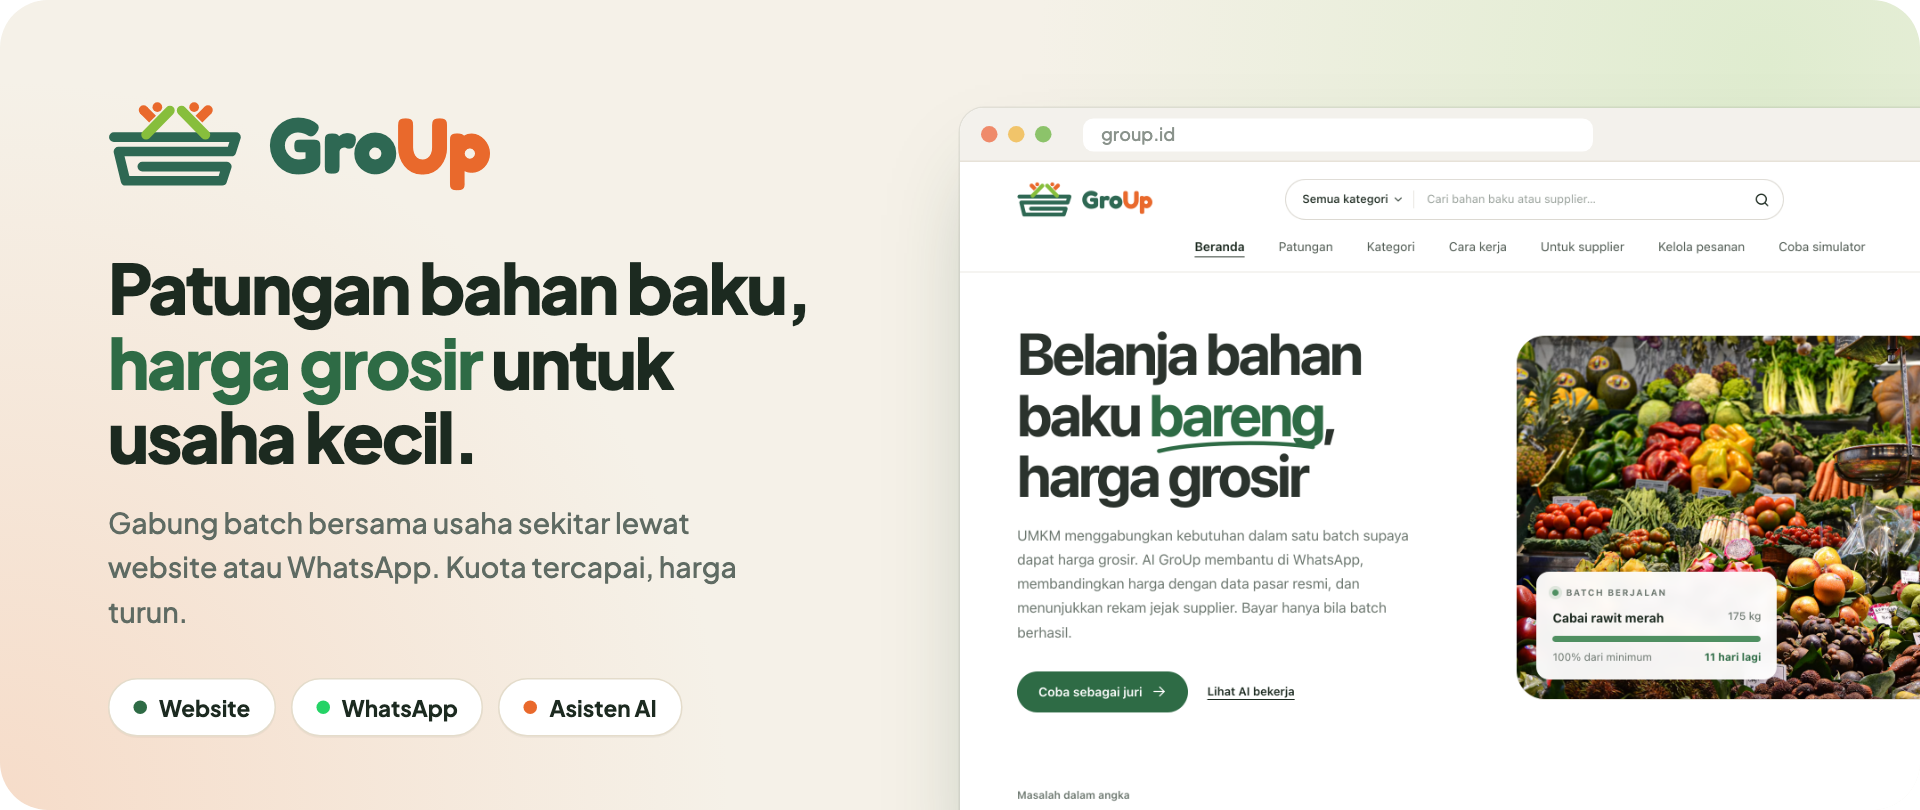 GroUp
Patungan bahan baku,
harga grosir untuk
usaha kecil.
Gabung batch bersama usaha sekitar lewat
website atau WhatsApp. Kuota tercapai, harga
turun.
Website
WhatsApp
Asisten AI
group.id
GroUp
Semua kategori
Cari bahan baku atau supplier...
Beranda
Patungan
Kategori
Cara kerja
Untuk supplier
Kelola pesanan
Coba simulator
Belanja bahan
baku bareng,
harga grosir
UMKM menggabungkan kebutuhan dalam satu batch supaya
dapat harga grosir. AI GroUp membantu di WhatsApp,
membandingkan harga dengan data pasar resmi, dan
menunjukkan rekam jejak supplier. Bayar hanya bila batch
berhasil.
Coba sebagai juri
Lihat AI bekerja
BATCH BERJALAN
Cabai rawit merah
175 kg
100% dari minimum
11 hari lagi
Masalah dalam angka